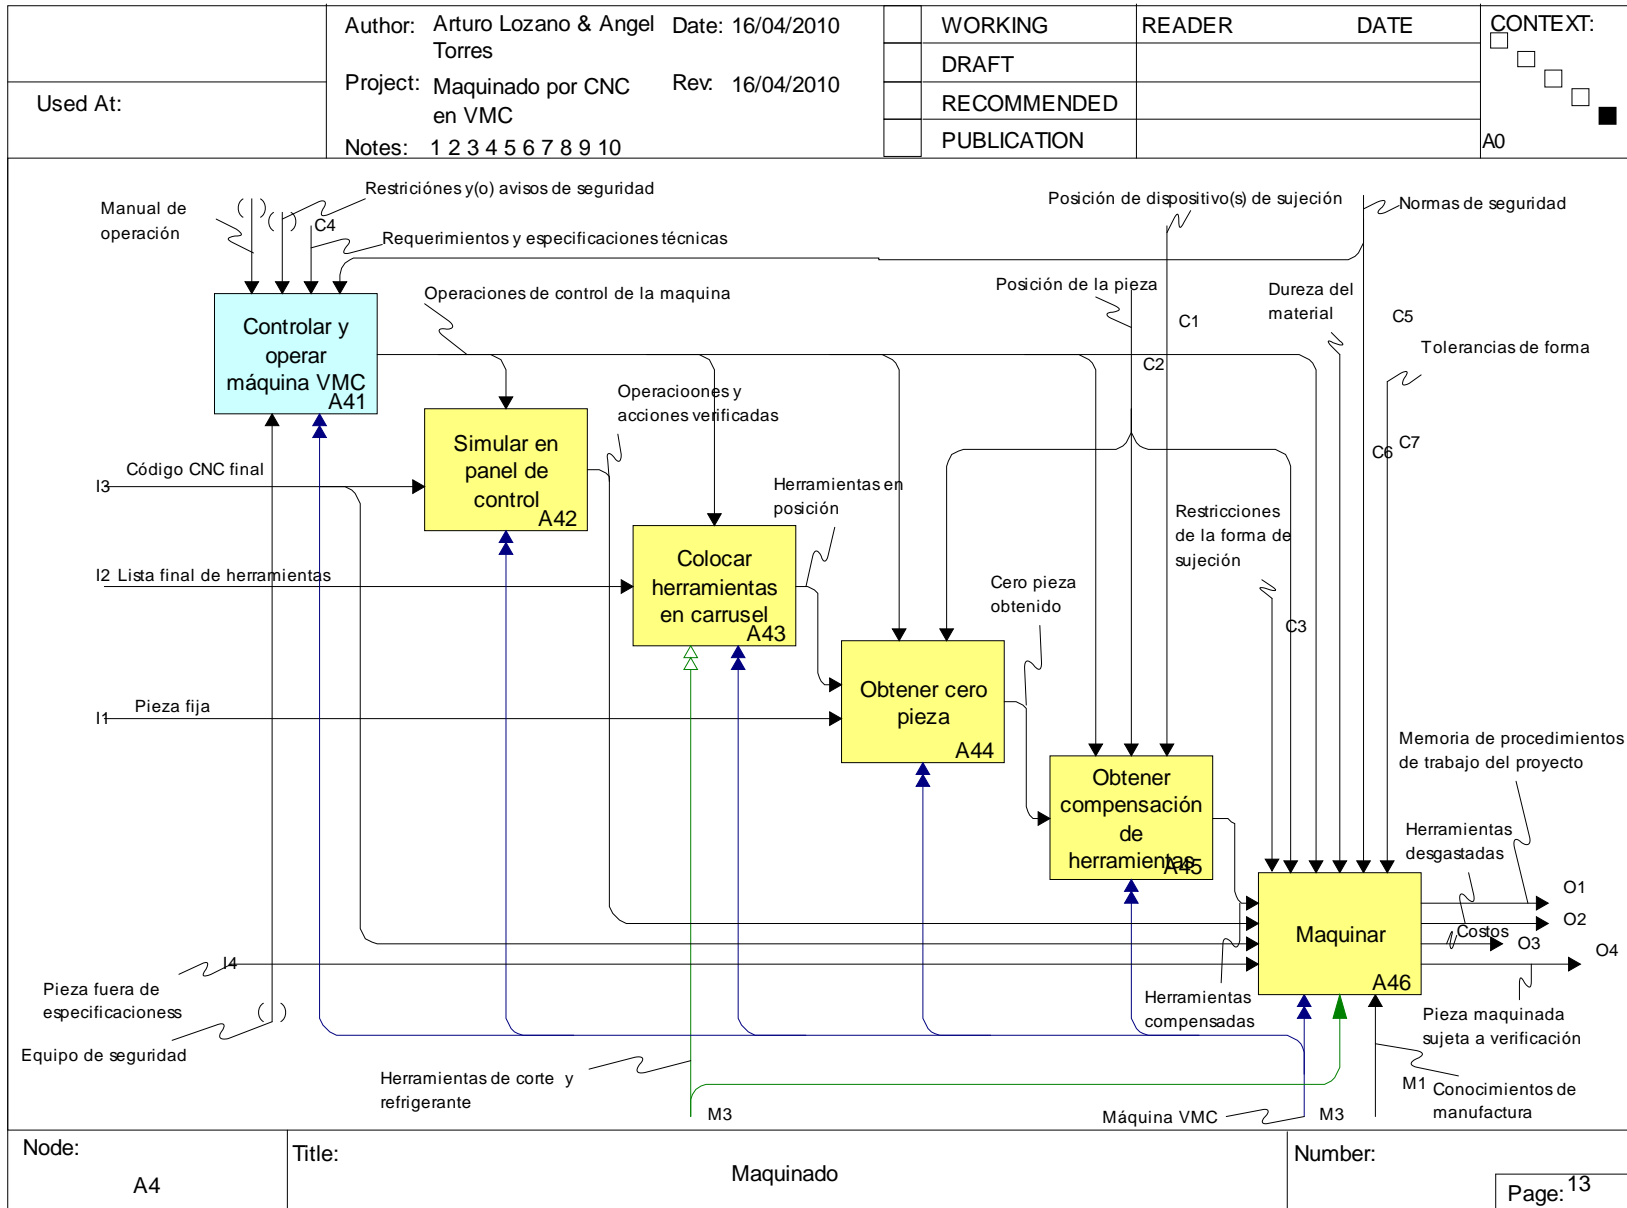 Used At:
Author: Arturo Lozano & Angel
Torres
Date: 16/04/2010
Project: Maquinado por CNC
en VMC
Rev: 16/04/2010
Notes: 1 2 3 4 5 6 7 8 9 10
WORKING
DRAFT
RECOMMENDED
PUBLICATION
READER
DATE
CONTEXT:
A0
Manual de
operación
( )
( )
Restriciónes y(o) avisos de seguridad
C4
Requerimientos y especificaciones técnicas
Posición de dispositivo(s) de sujeción
Normas de seguridad
Operaciones de control de la maquina
Posición de la pieza
C1
C2
Dureza del
material
C5
Tolerancias de forma
C6
C7
Controlar y
operar
máquina VMC
A41
Operacioones y
acciones verificadas
Simular en
panel de
control
A42
I3
Código CNC final
Herramientas en
posición
Restricciones
de la forma de
sujeción
C3
Colocar
herramientas
en carrusel
A43
I2 Lista final de herramientas
Cero pieza
obtenido
Obtener cero
pieza
A44
I1
Pieza fija
Obtener
compensación
de
herramientas
A45
Memoria de procedimientos
de trabajo del proyecto
Herramientas
desgastadas
O1
O2
Costos
O3
O4
Maquinar
A46
I4
Pieza fuera de
especificacioness
( )
Equipo de seguridad
Herramientas
compensadas
Pieza maquinada
sujeta a verificación
Herramientas de corte y
refrigerante
M3
Máquina VMC
M3
M1
Conocimientos de
manufactura
Node:
A4
Title:
Maquinado
Number:
Page: 13